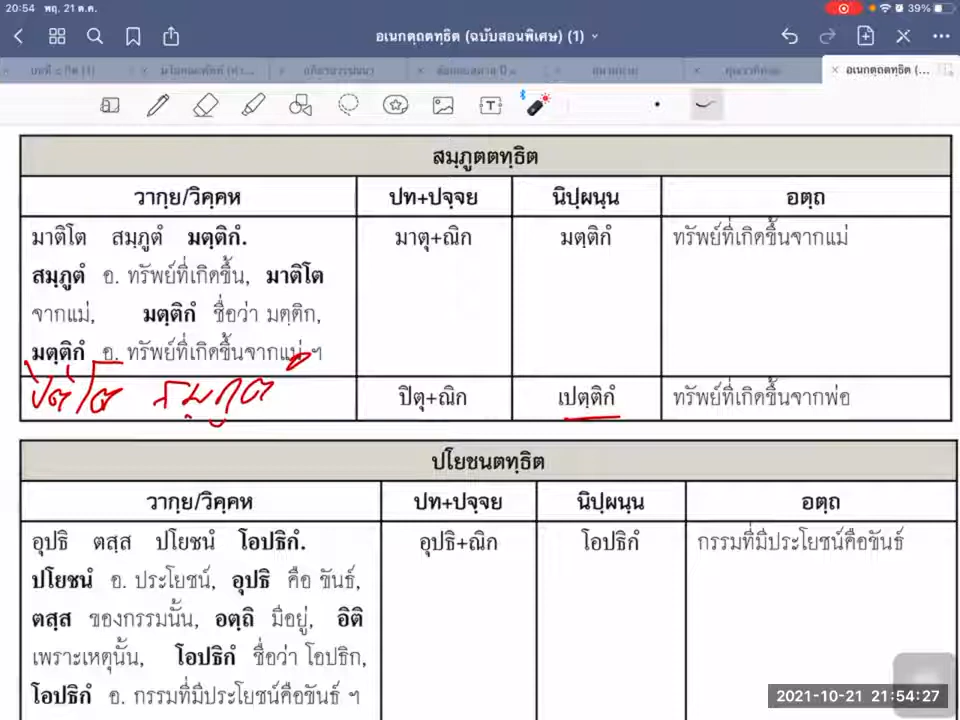 20:54 พฤ. 21 ต.ค. 39%
อเนกตฺถตทฺธิต (ฉบับสอนพิเศษ) (1)
อเนกตฺถตทฺธิต (...
สมฺภูตตทฺธิต
วากฺย/วิคฺคห ปท+ปจฺจย นิปฺผนฺน อตฺถ
มาติโต สมฺภูตํ มตฺติกํ. มาตุ+ณิก มตฺติกํ ทรัพย์ที่เกิดขึ้นจากแม่
สมฺภูตํ อ. ทรัพย์ที่เกิดขึ้น, มาติโต
จากแม่, มตฺติกํ ชื่อว่า มตฺติก,
มตฺติกํ อ. ทรัพย์ที่เกิดขึ้นจากแม่ ฯ
ปิติโต สมฺภูตํ ปิตุ+ณิก เปตฺติกํ ทรัพย์ที่เกิดขึ้นจากพ่อ
ปโยชนตทฺธิต
วากฺย/วิคฺคห ปท+ปจฺจย นิปฺผนฺน อตฺถ
อุปธิ ตสฺส ปโยชนํ โอปธิกํ. อุปธิ+ณิก โอปธิกํ กรรมที่มีประโยชน์คือขันธ์
ปโยชนํ อ. ประโยชน์, อุปธิ คือ ขันธ์,
ตสฺส ของกรรมนั้น, อตฺถิ มีอยู่, อิติ
เพราะเหตุนั้น, โอปธิกํ ชื่อว่า โอปธิก,
โอปธิกํ อ. กรรมที่มีประโยชน์คือขันธ์ ฯ
2021-10-21 21:54:27